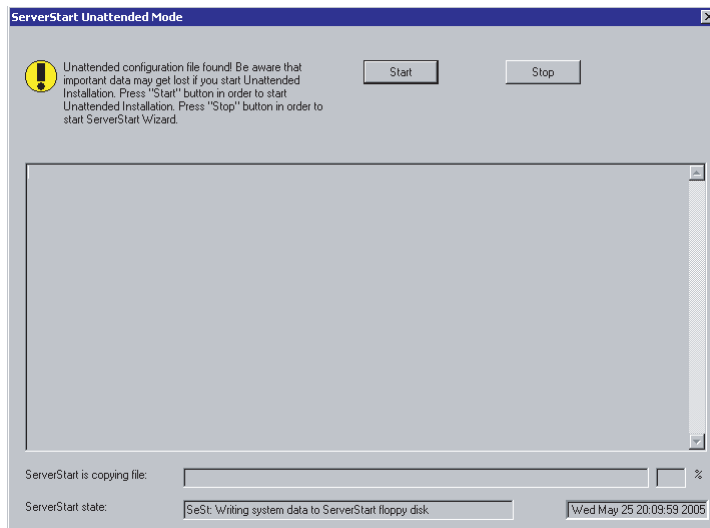 ServerStart Unattended Mode
Unattended configuration file found! Be aware that
important data may get lost if you start Unattended
Installation. Press "Start" button in order to start
Unattended Installation. Press "Stop" button in order to
start ServerStart Wizard.
Start
Stop
ServerStart is copying file:
%
ServerStart state:
SeSt: Writing system data to ServerStart floppy disk
Wed May 25 20:09:59 2005